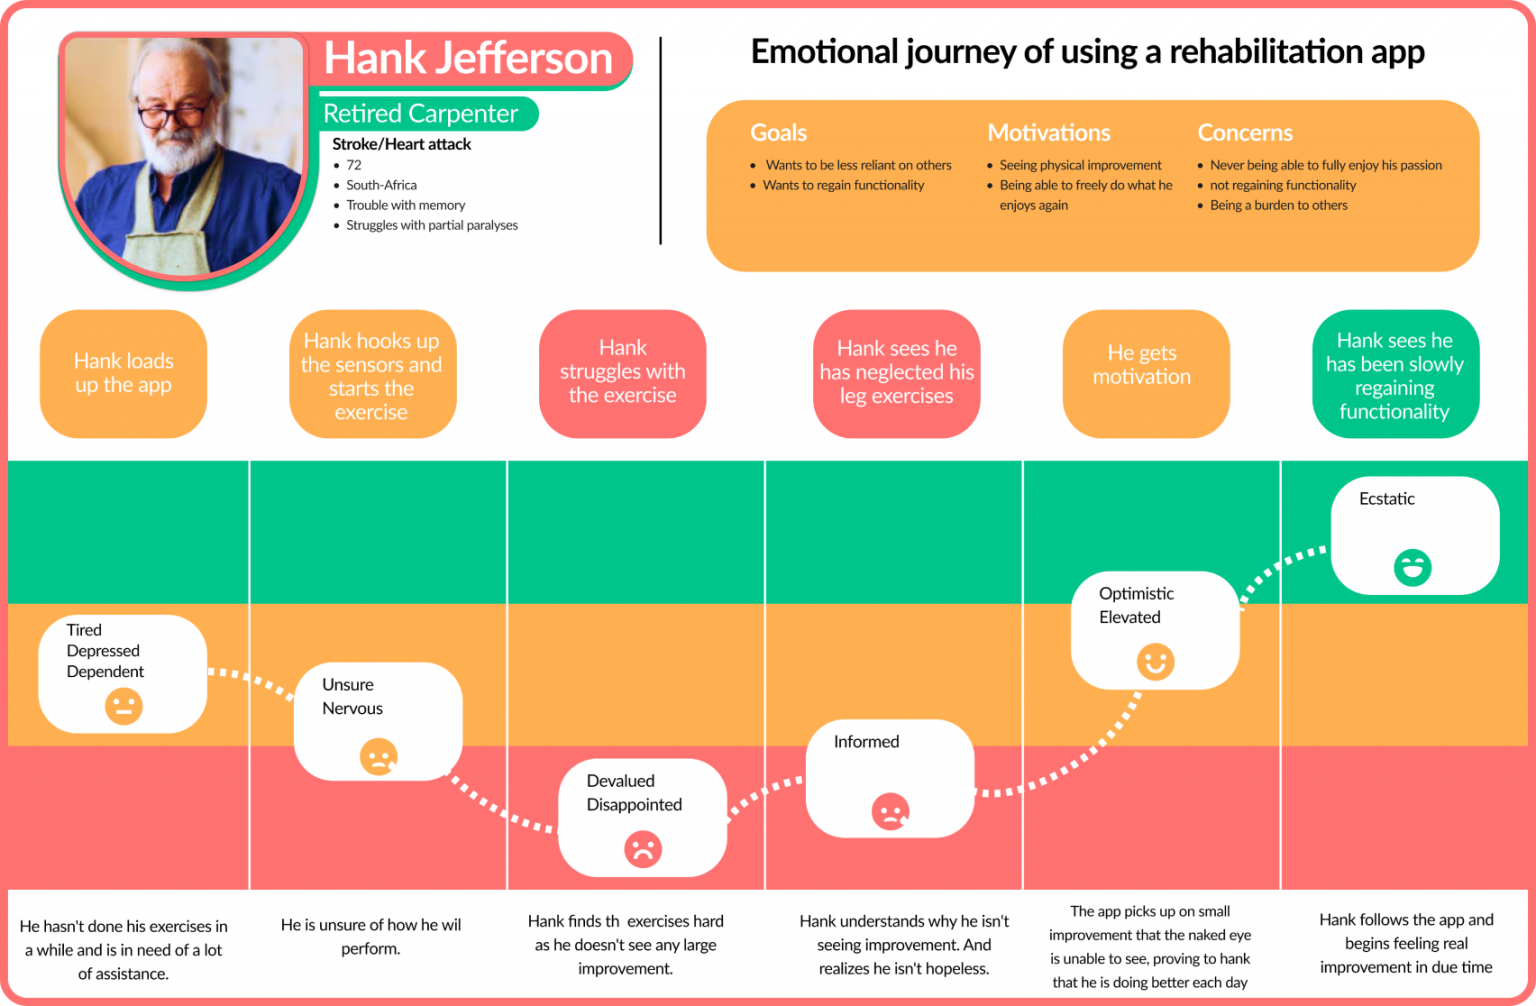 Hank Jefferson
Retired Carpenter
Stroke/Heart attack
• 72
• South-Africa
• Trouble with memory
• Struggles with partial paralyses
Emotional journey of using a rehabilitation app
Goals
• Wants to be less reliant on others
• Wants to regain functionality
Motivations
• Seeing physical improvement
• Being able to freely do what he
enjoys again
Concerns
• Never being able to fully enjoy his passion
• not regaining functionality
• Being a burden to others
Hank loads
up the app
Hank hooks up
the sensors and
starts the
exercise
Hank
struggles with
the exercise
Hank sees he
has neglected his
leg exercises
He gets
motivation
Hank sees he
has been slowly
regaining
functionality
Tired
Depressed
Dependent
Unsure
Nervous
Devalued
Disappointed
Informed
Optimistic
Elevated
Ecstatic
He hasn't done his exercises in
a while and is in need of a lot
of assistance.
He is unsure of how he wil
perform.
Hank finds th exercises hard
as he doesn't see any large
improvement.
Hank understands why he isn't
seeing improvement. And
realizes he isn't hopeless.
The app picks up on small
improvement that the naked eye
is unable to see, proving to hank
that he is doing better each day
Hank follows the app and
begins feeling real
improvement in due time